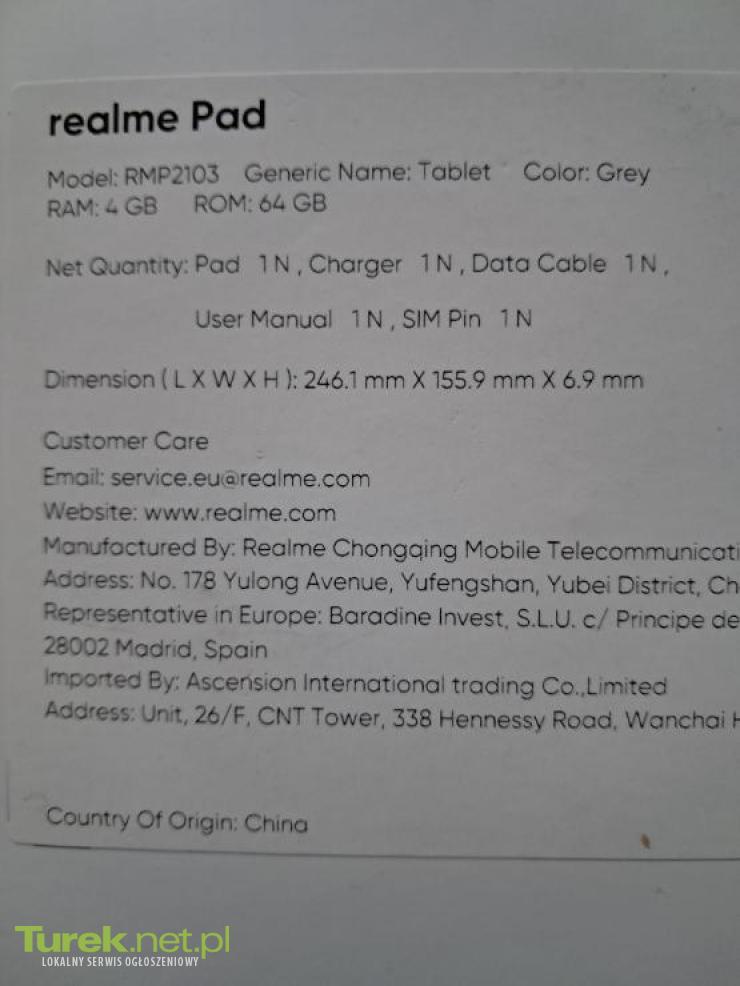 realme Pad
Model: RMP2103 Generic Name: Tablet Color: Grey
RAM: 4 GB ROM: 64 GB
Net Quantity: Pad 1 N , Charger 1 N , Data Cable 1 N ,
User Manual 1 N , SIM Pin 1 N
Dimension ( L X W X H ): 246.1 mm X 155.9 mm X 6.9 mm
Customer Care
Email: service.eu@realme.com
Website: www.realme.com
Manufactured By: Realme Chongqing Mobile Telecommunicati
Address: No. 178 Yulong Avenue, Yufengshan, Yubei District, Ch
Representative in Europe: Baradine Invest, S.L.U. c/ Principe de
28002 Madrid, Spain
Imported By: Ascension International trading Co.,Limited
Address: Unit, 26/F, CNT Tower, 338 Hennessy Road, Wanchai H
Country Of Origin: China
Turek.net.pl
LOKALNY SERWIS OGŁOSZENIOWY